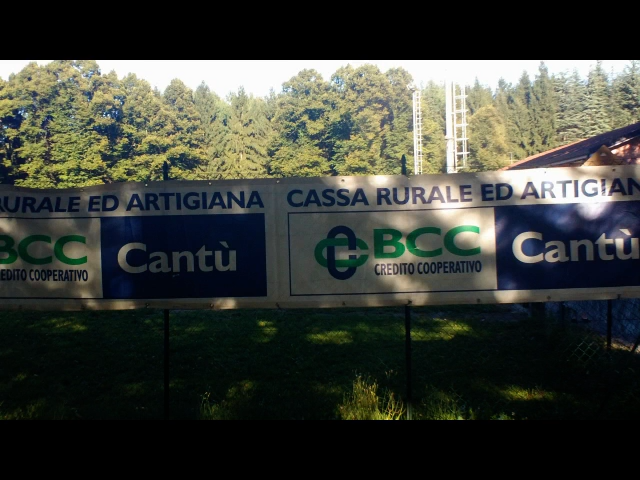 RURALE ED ARTIGIANA
BCC
CREDITO COOPERATIVO
Cantù
CASSA RURALE ED ARTIGIAN
BCC
CREDITO COOPERATIVO
Cantù